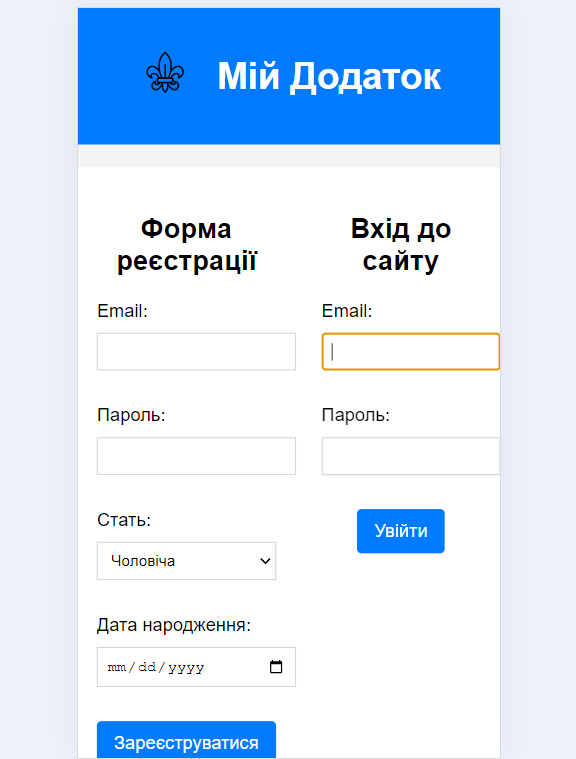 Мій Додаток
Форма
реєстрації
Email:
Пароль:
Стать:
Чоловіча
Дата народження:
mm/dd/yyyy
Зареєструватися
Вхід до
сайту
Email:
Пароль:
Увійти